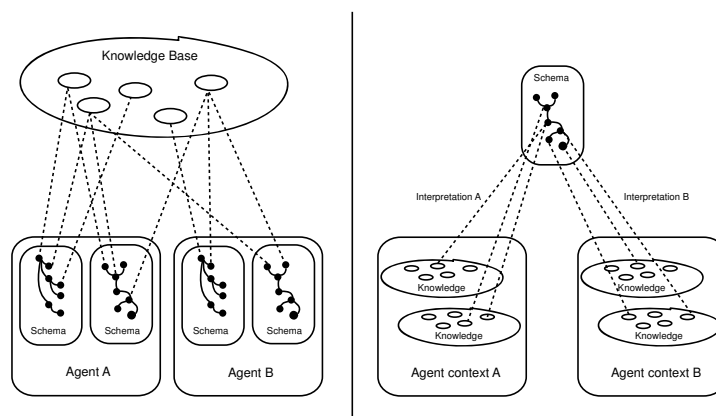 Knowledge Base
Schema
Schema
Agent A
Schema
Schema
Agent B
Schema
Interpretation A
Interpretation B
Knowledge
Knowledge
Agent context A
Knowledge
Knowledge
Agent context B